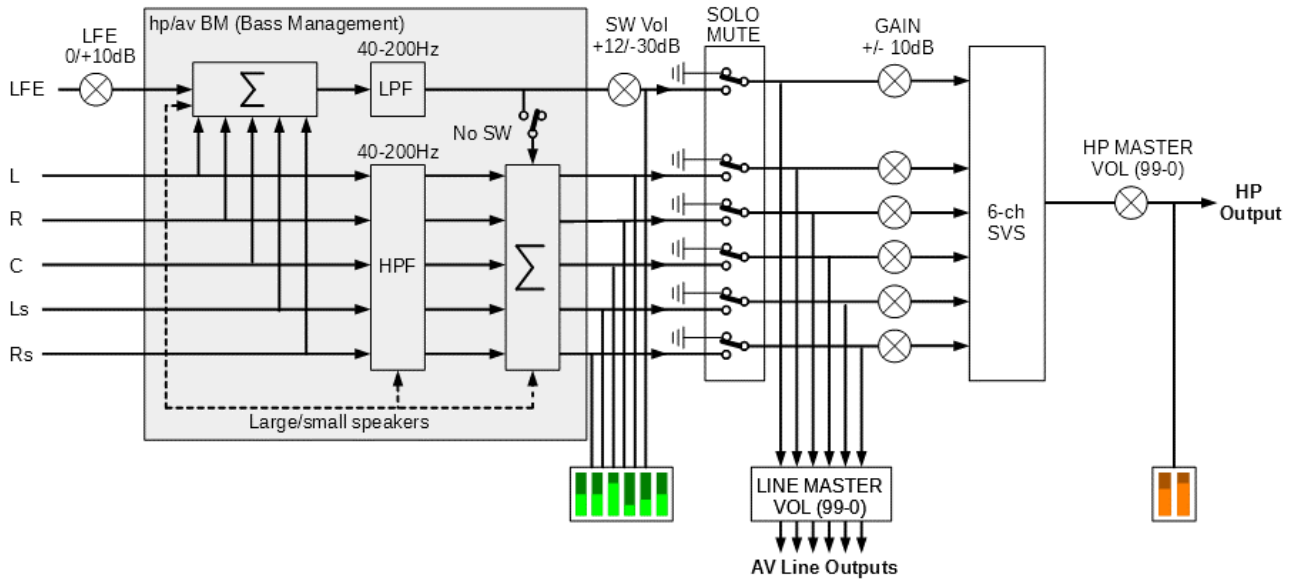 hp/av BM (Bass Management)
LFE
0/+10dB
40-200Hz
SW Vol
+12/-30dB
SOLO
MUTE
GAIN
+/- 10dB
LFE
Σ
LPF
No SW
40-200Hz
HP MASTER
VOL (99-0)
L
R
C
Ls
Rs
HPF
Σ
6-ch
SVS
HP
Output
Large/small speakers
LINE MASTER
VOL (99-0)
AV Line Outputs